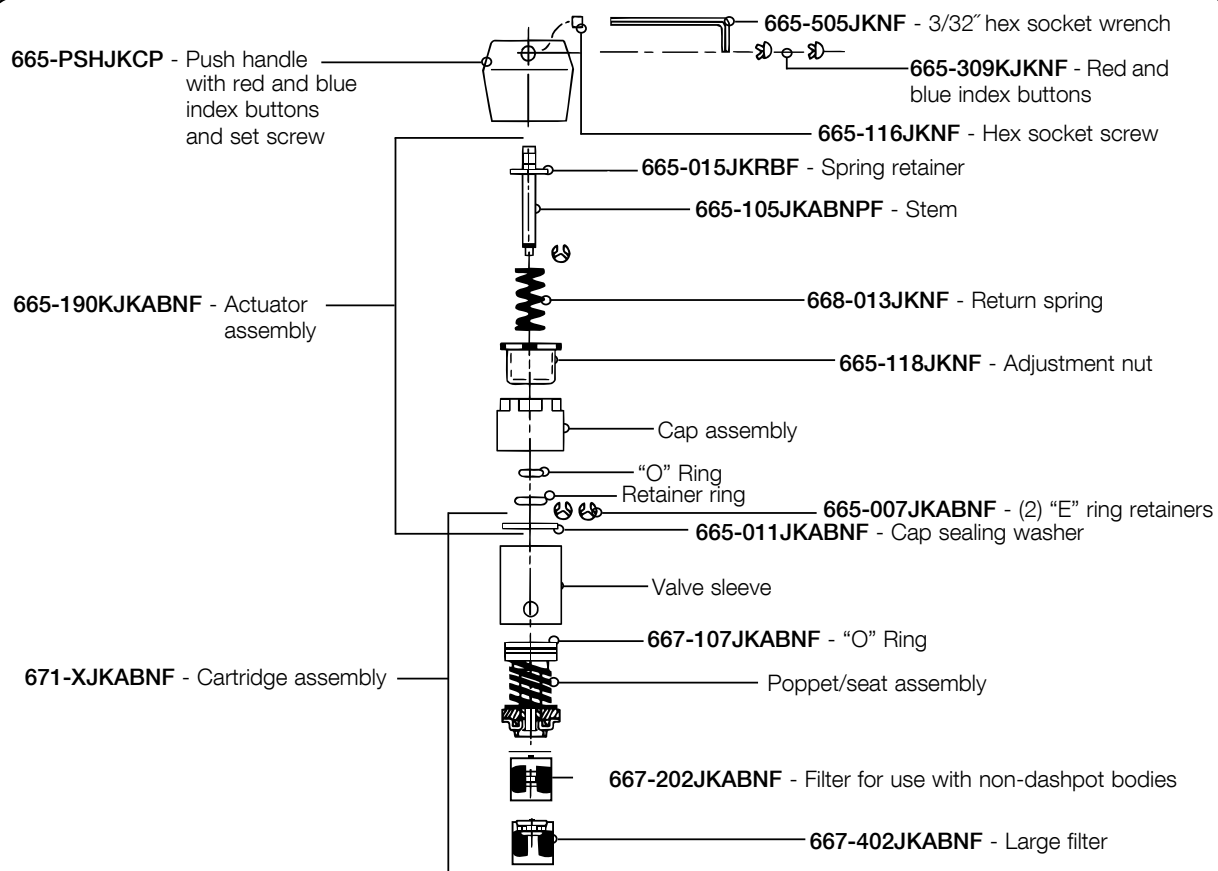 665-505JKNF - 3/32˝ hex socket wrench
665-PSHJKCP - Push handle
with red and blue
index buttons
and set screw
665-309KJKNF - Red and
blue index buttons
665-116JKNF - Hex socket screw
665-015JKRBF - Spring retainer
665-105JKABNPF - Stem
665-190KJKABNF - Actuator
assembly
668-013JKNF - Return spring
665-118JKNF - Adjustment nut
Cap assembly
“O” Ring
Retainer ring
665-007JKABNF - (2) “E” ring retainers
665-011JKABNF - Cap sealing washer
Valve sleeve
667-107JKABNF - “O” Ring
671-XJKABNF - Cartridge assembly
Poppet/seat assembly
667-202JKABNF - Filter for use with non-dashpot bodies
667-402JKABNF - Large filter